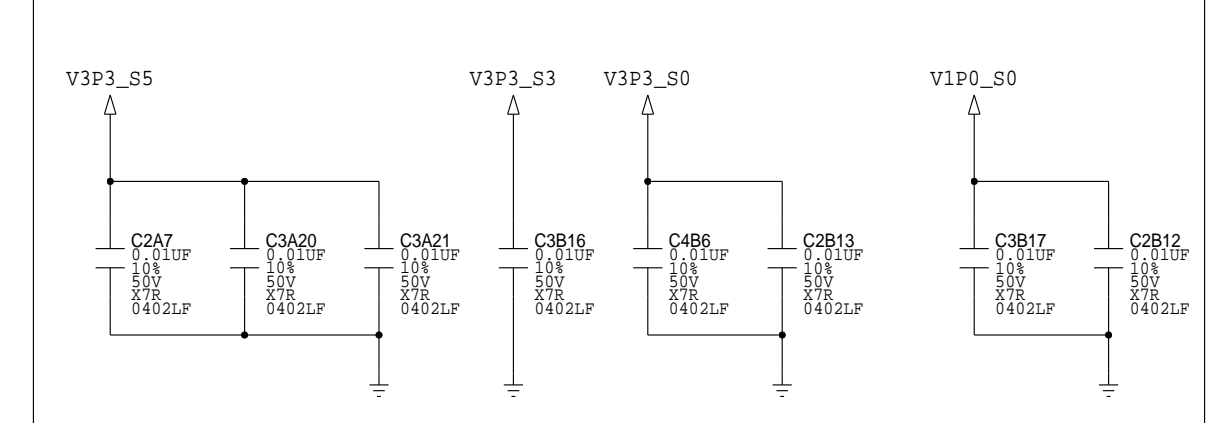 V3P3_S5
V3P3_S3
V3P3_S0
V1P0_S0
C2A7
0.01UF
10%
50V
X7R
0402LF
C3A20
0.01UF
10%
50V
X7R
0402LF
C3A21
0.01UF
10%
50V
X7R
0402LF
C3B16
0.01UF
10%
50V
X7R
0402LF
C4B6
0.01UF
10%
50V
X7R
0402LF
C2B13
0.01UF
10%
50V
X7R
0402LF
C3B17
0.01UF
10%
50V
X7R
0402LF
C2B12
0.01UF
10%
50V
X7R
0402LF